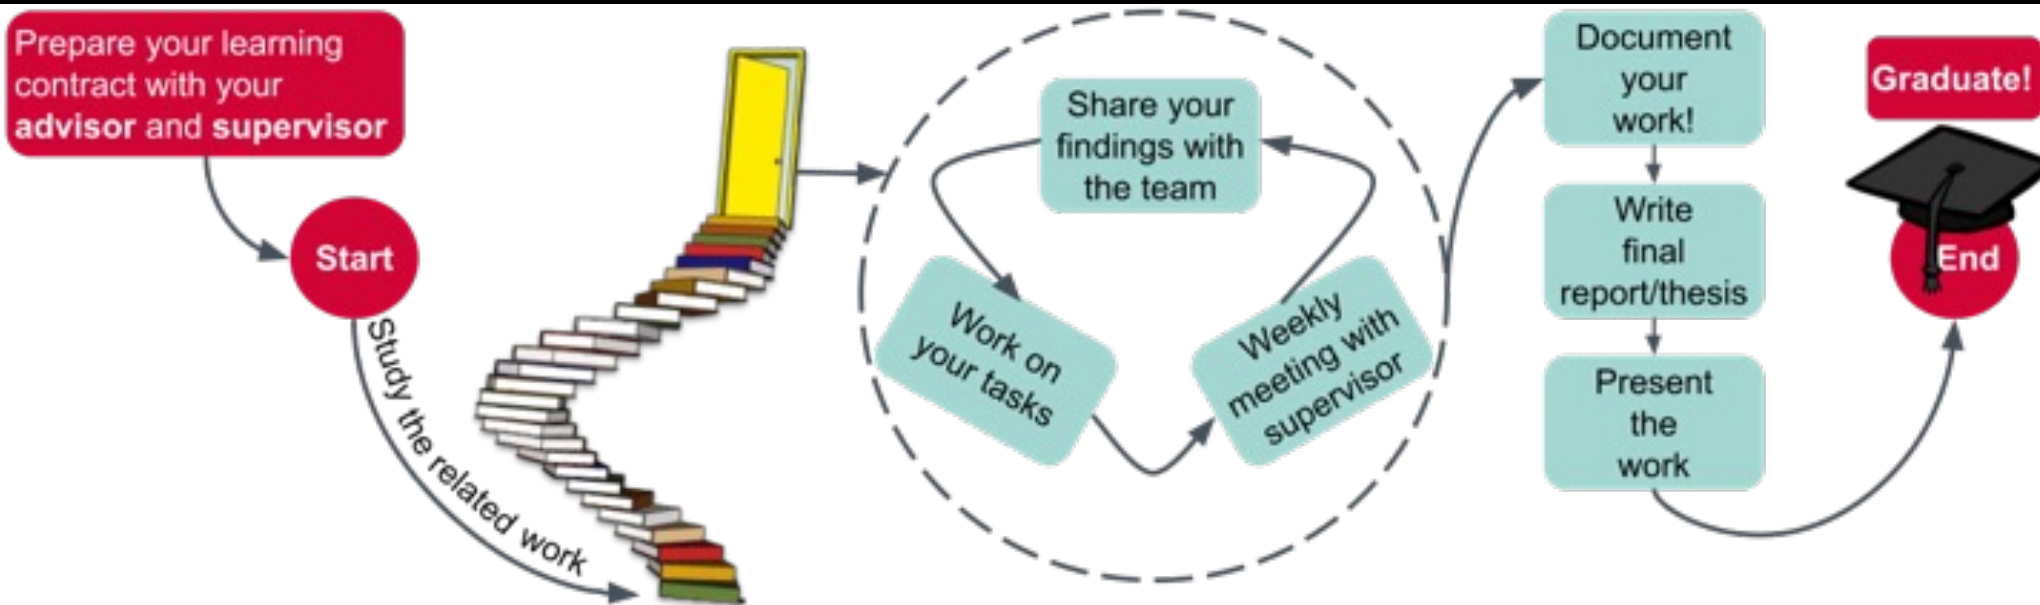 Prepare your learning
contract with your
advisor and supervisor
Start
Study the related work
Share your
findings with
the team
Work on
your tasks
Weekly
meeting with
supervisor
Document
your
work!
Write
final
report/thesis
Present
the
work
Graduate!
End